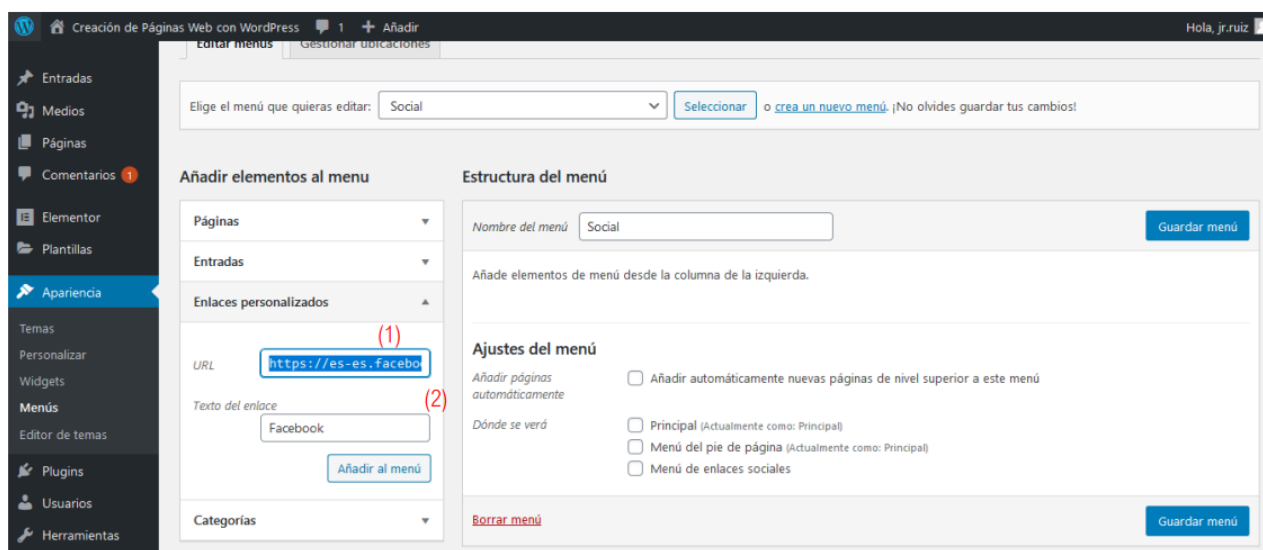 Creación de Páginas Web con WordPress 1 + Añadir Hola, jr.ruiz
Editar menús Gestionar ubicaciones
Entradas
Medios
Páginas
Comentarios 1
Elementor
Plantillas
Apariencia
Temas
Personalizar
Widgets
Menús
Editor de temas
Plugins
Usuarios
Herramientas
Elige el menú que quieras editar: Social Seleccionar o crea un nuevo menú. ¡No olvides guardar tus cambios!
Añadir elementos al menu
Páginas
Entradas
Enlaces personalizados
(1)
URL https://es-es.facebo
(2)
Texto del enlace
Facebook
Añadir al menú
Categorías
Estructura del menú
Nombre del menú Social Guardar menú
Añade elementos de menú desde la columna de la izquierda.
Ajustes del menú
Añadir páginas automáticamente
Añadir automáticamente nuevas páginas de nivel superior a este menú
Dónde se verá
Principal (Actualmente como: Principal)
Menú del pie de página (Actualmente como: Principal)
Menú de enlaces sociales
Borrar menú Guardar menú